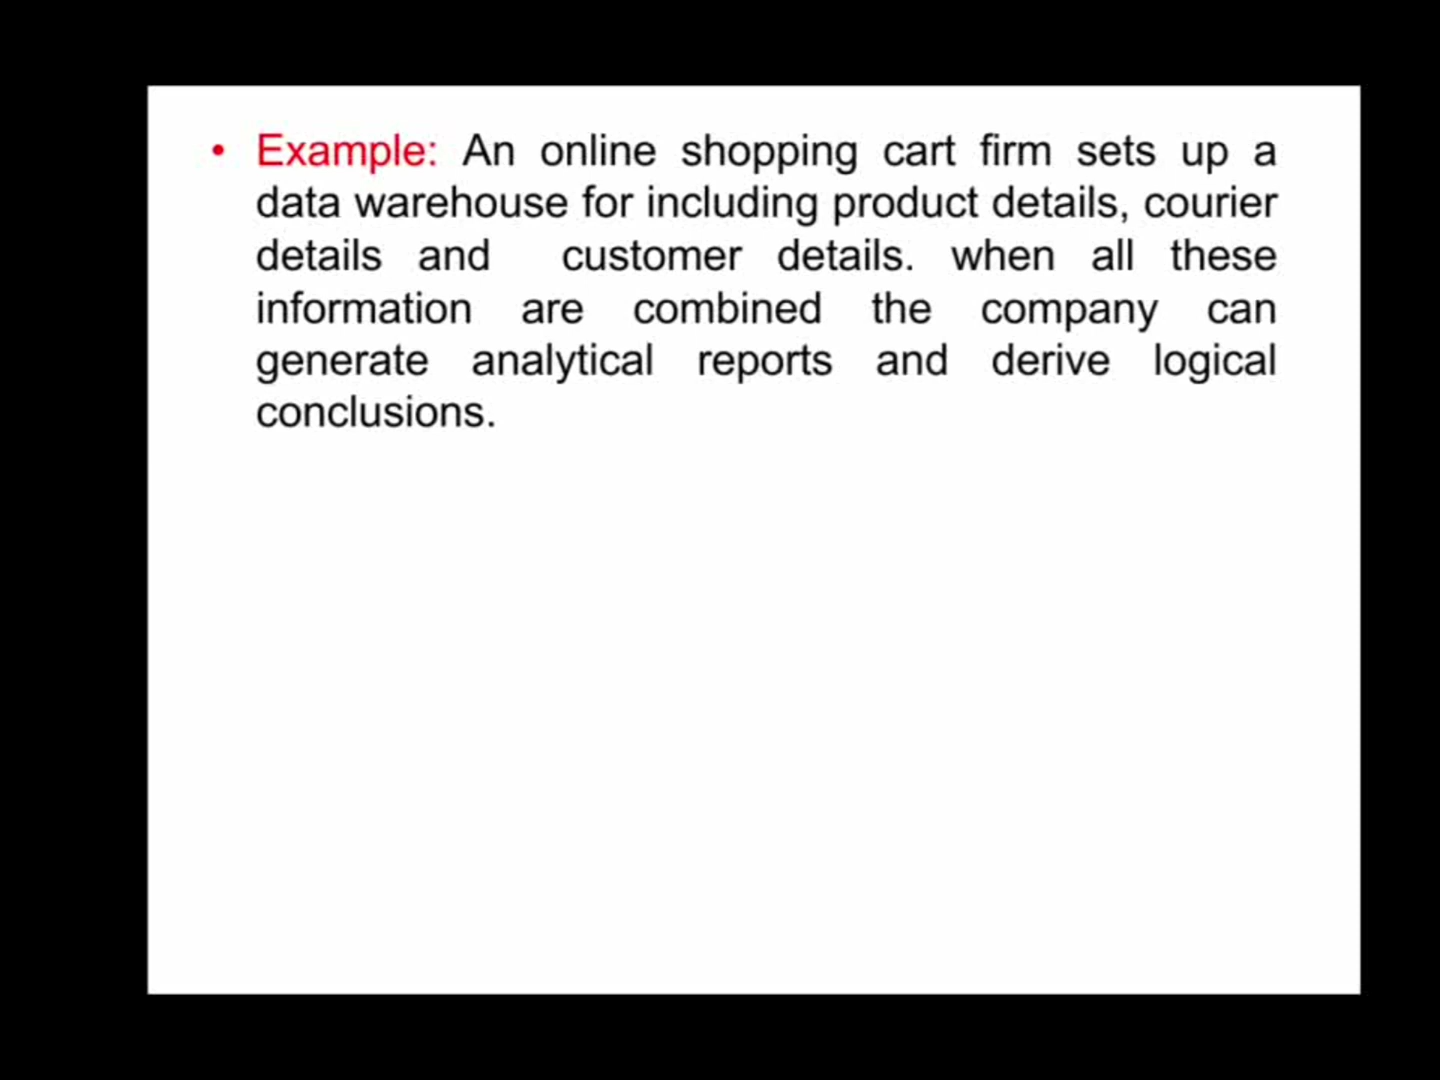 • Example: An online shopping cart firm sets up a
data warehouse for including product details, courier
details and customer details. when all these
information are combined the company can
generate analytical reports and derive logical
conclusions.